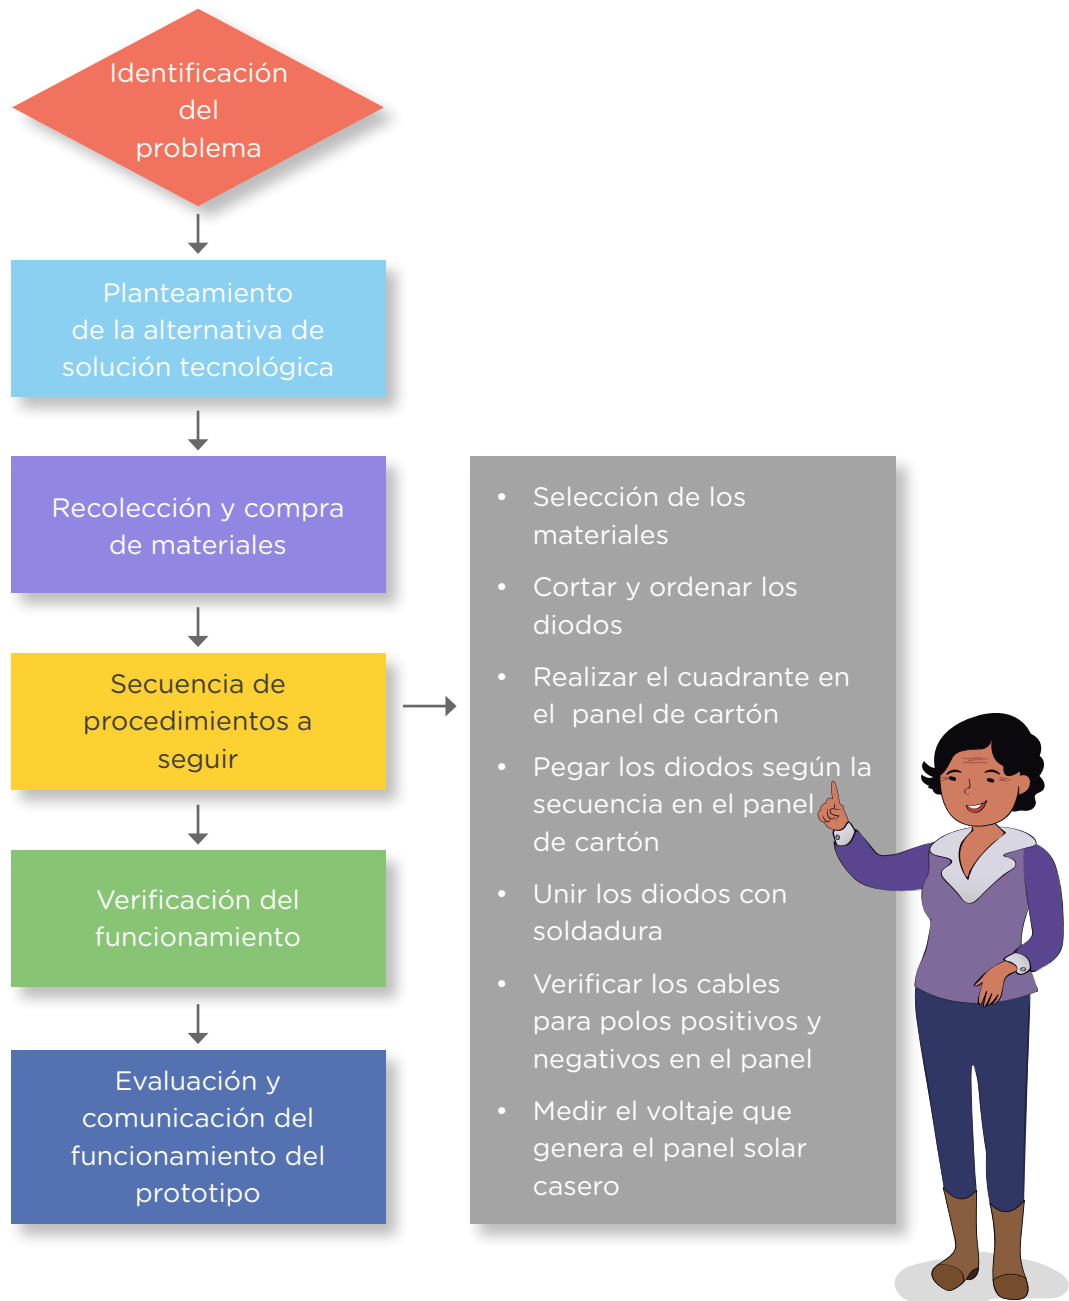 Identificación
del
problema
Planteamiento
de la alternativa de
solución tecnológica
Recolección y compra
de materiales
Secuencia de
procedimientos a
seguir
• Selección de los
materiales
• Cortar y ordenar los
diodos
• Realizar el cuadrante en
el panel de cartón
• Pegar los diodos según la
secuencia en el panel
de cartón
• Unir los diodos con
soldadura
• Verificar los cables
para polos positivos y
negativos en el panel
• Medir el voltaje que
genera el panel solar
casero
Verificación del
funcionamiento
Evaluación y
comunicación del
funcionamiento del
prototipo